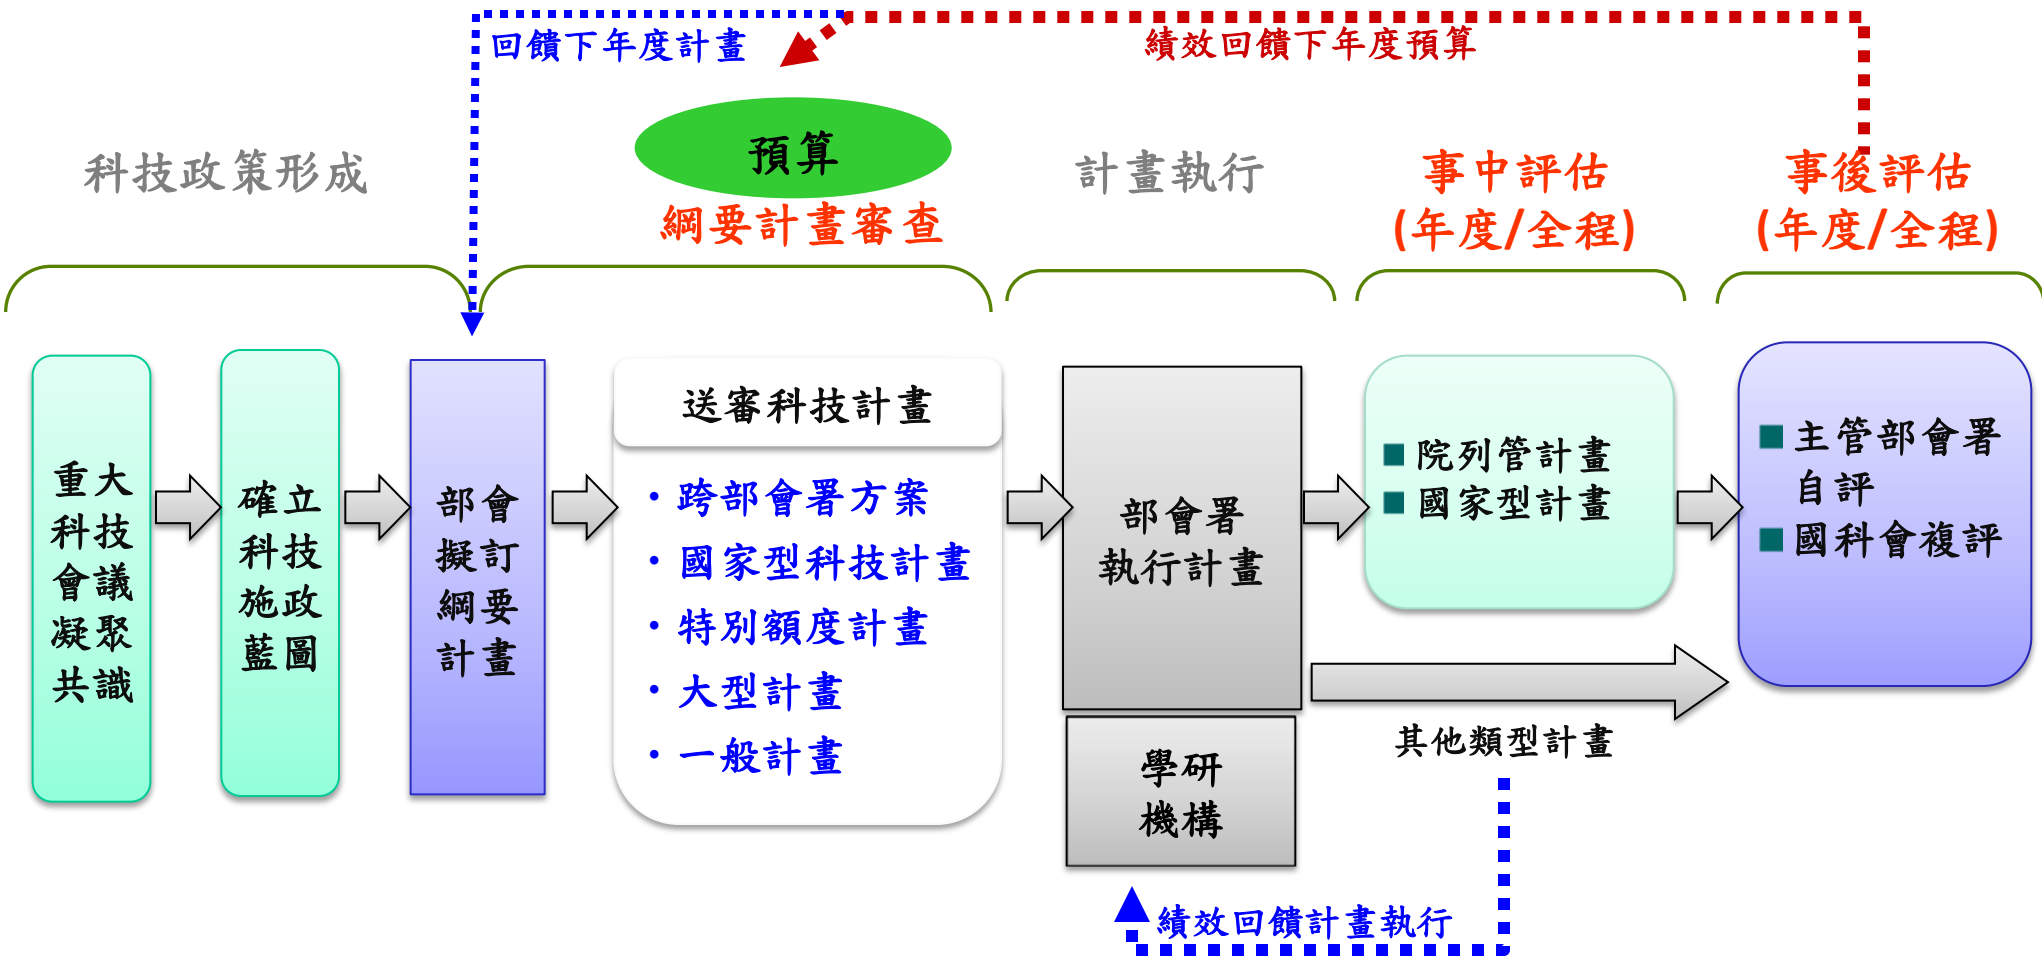 回饋下年度計畫
績效回饋下年度預算
科技政策形成
預算
綱要計畫審查
計畫執行
事中評估
(年度/全程)
事後評估
(年度/全程)
重大
科技
會議
凝聚
共識
確立
科技
施政
藍圖
部會
擬訂
綱要
計畫
送審科技計畫
・跨部會署方案
・國家型科技計畫
・特別額度計畫
・大型計畫
・一般計畫
部會署
執行計畫
學研
機構
院列管計畫
國家型計畫
其他類型計畫
主管部會署
自評
國科會複評
績效回饋計畫執行